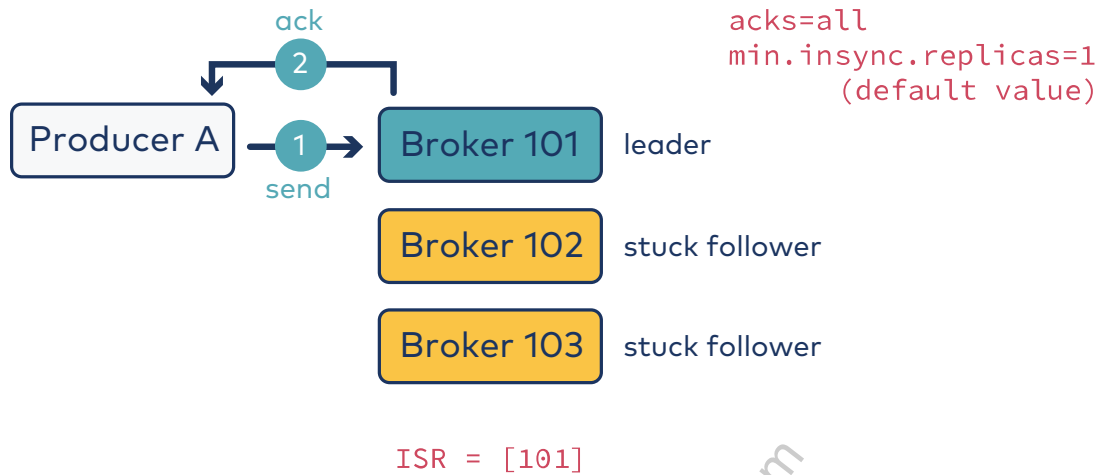 ack
acks=all
min.insync.replicas=1
(default value)
2
Producer A
1
send
Broker 101
leader
Broker 102
stuck follower
Broker 103
stuck follower
ISR = [101]
m